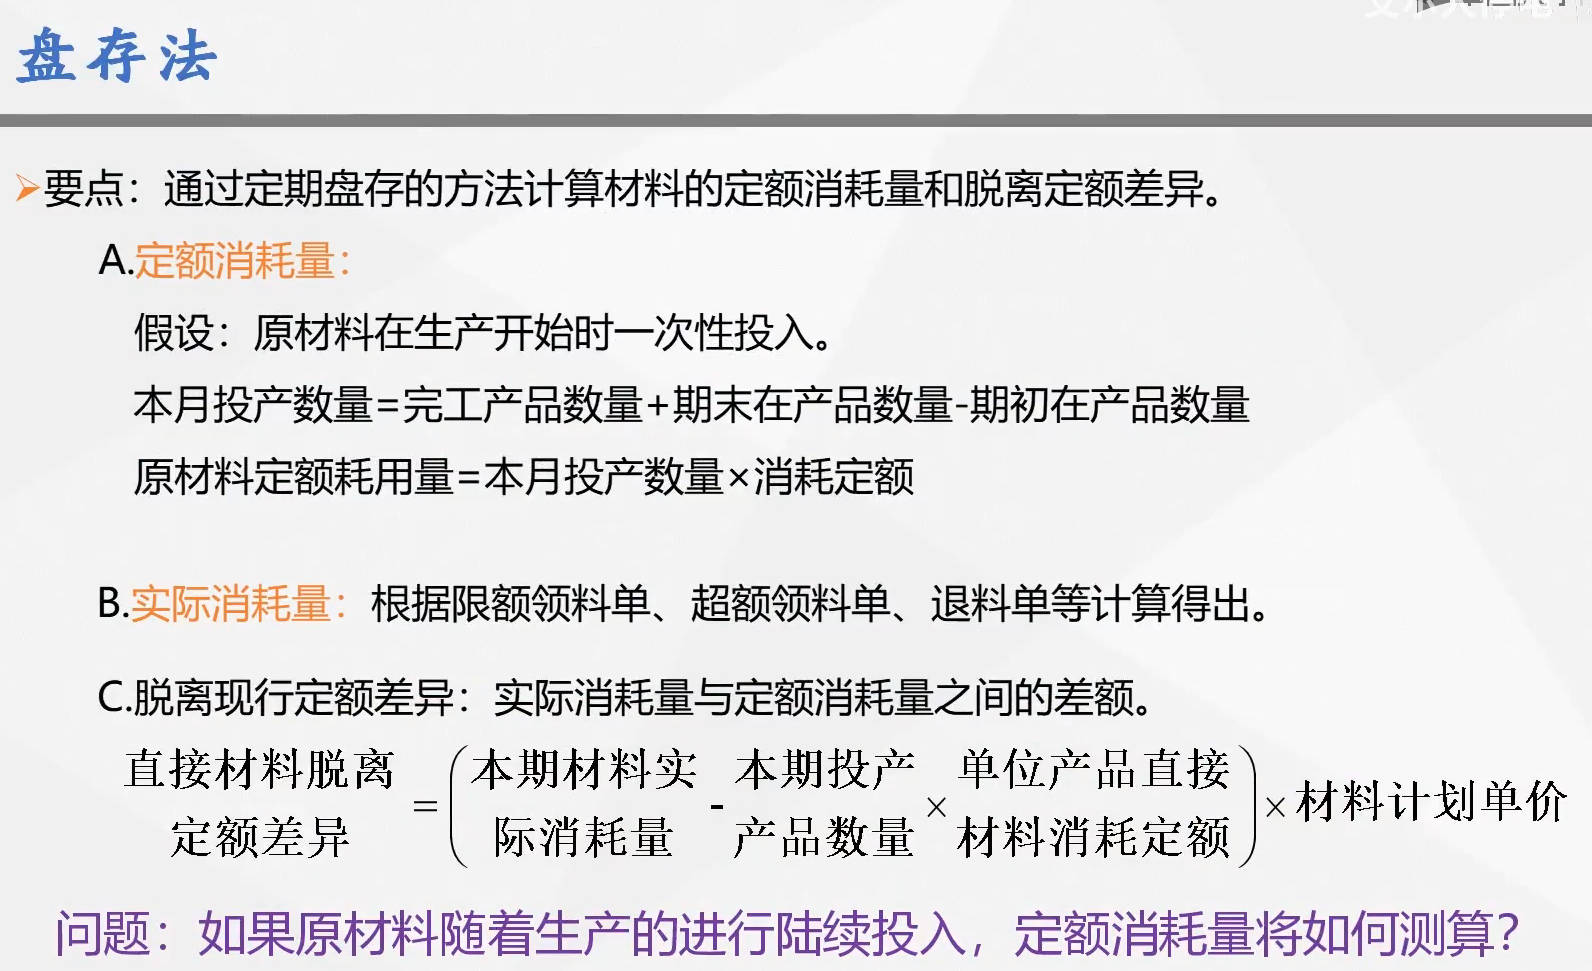 盘存法
要点：通过定期盘存的方法计算材料的定额消耗量和脱离定额差异。
A.定额消耗量：
假设：原材料在生产开始时一次性投入。
本月投产数量=完工产品数量+期末在产品数量-期初在产品数量
原材料定额耗用量=本月投产数量×消耗定额
B.实际消耗量：根据限额领料单、超额领料单、退料单等计算得出。
C.脱离现行定额差异：实际消耗量与定额消耗量之间的差额。
直接材料脱离定额差异=(本期材料实际消耗量-本期投产产品数量×单位产品直接材料消耗定额)×材料计划单价
问题：如果原材料随着生产的进行陆续投入，定额消耗量将如何测算?